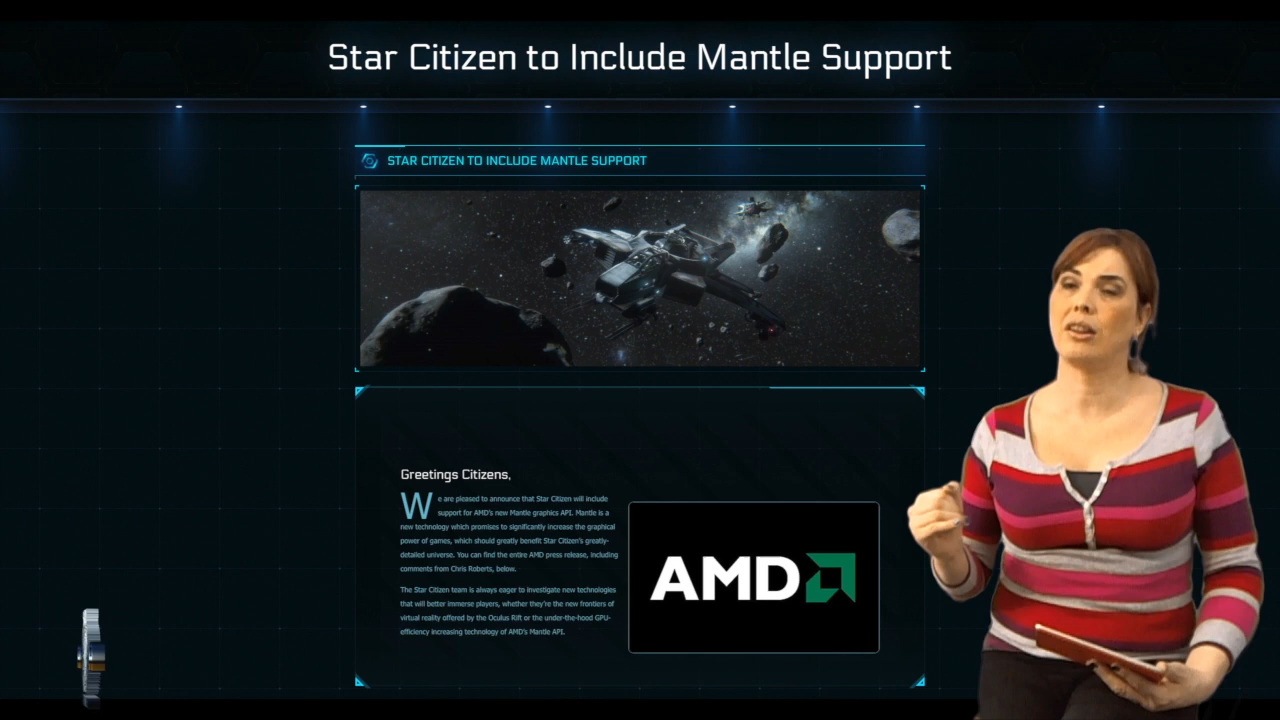 Star Citizen to Include Mantle Support
STAR CITIZEN TO INCLUDE MANTLE SUPPORT
Greetings Citizens,
We are pleased to announce that Star Citizen will include
support for AMD's new Mantle graphics API. Mantle is a
new technology which promises to significantly increase the graphical
power of games, which should greatly benefit Star Citizen's greatly-
detailed universe. You can find the entire AMD press release, including
comments from Chris Roberts, below.
The Star Citizen team is always eager to investigate new technologies
that will better immerse players, whether they're the new frontiers of
virtual reality offered by the Oculus Rift or the under-the-hood GPU-
efficiency increasing technology of AMD's Mantle API.
AMD